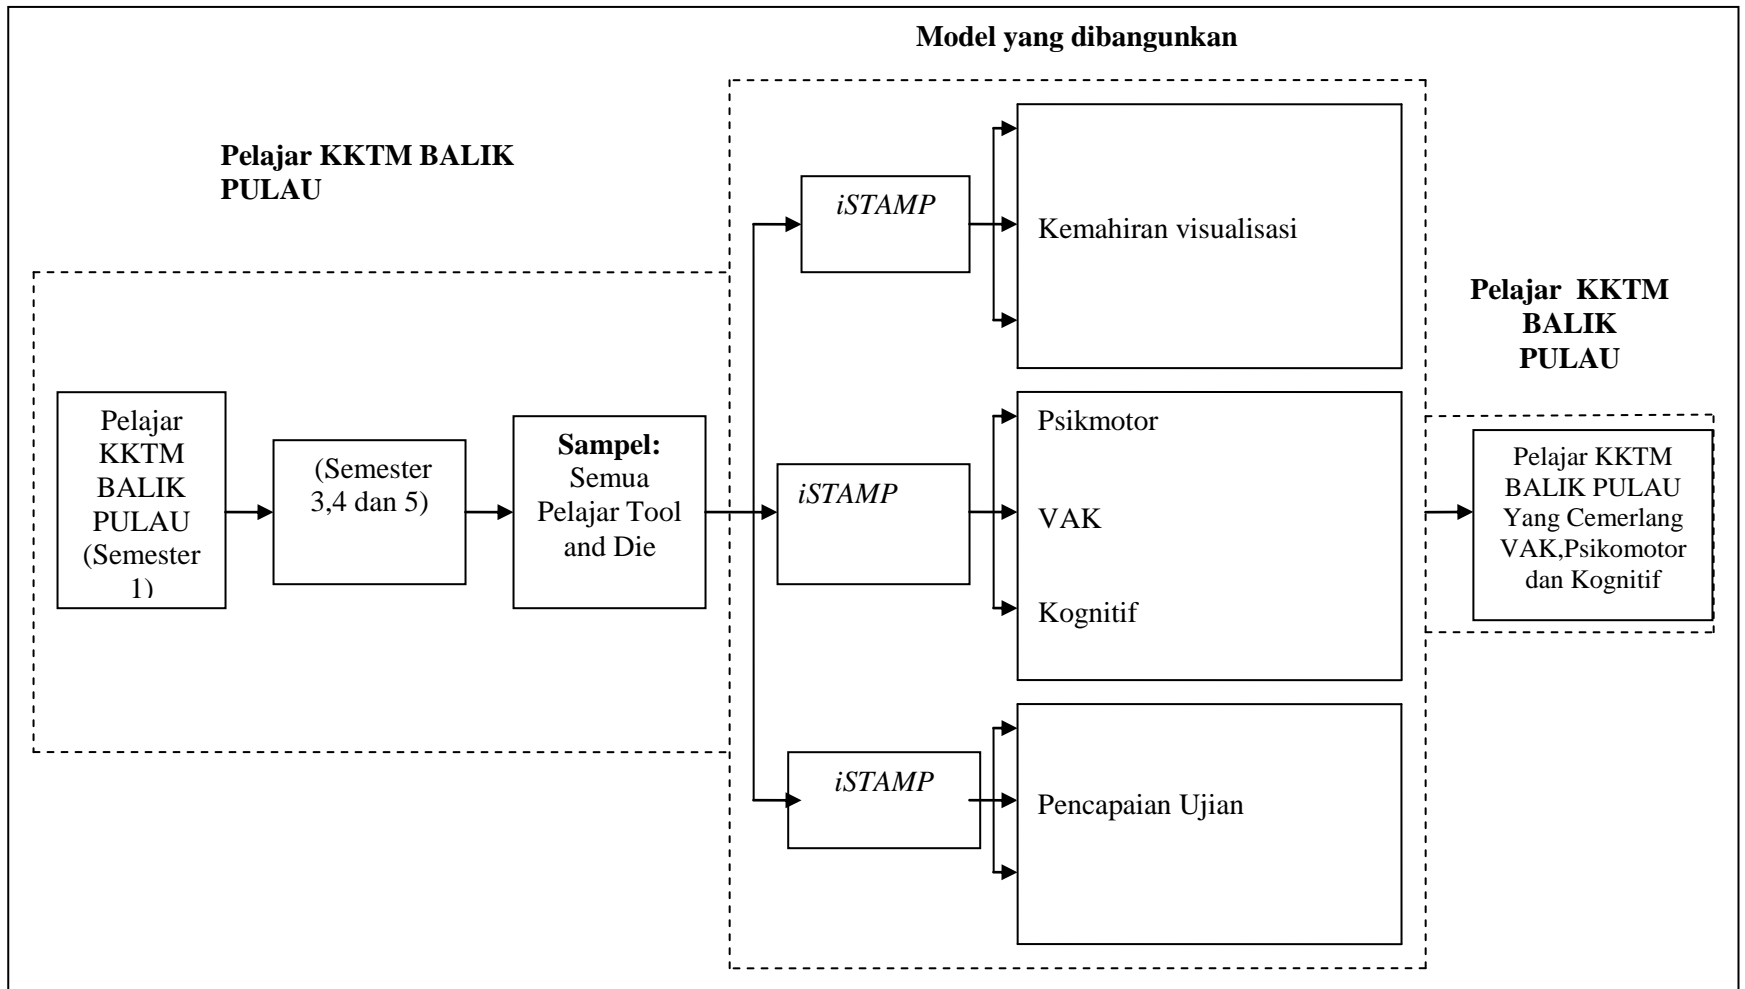 Model yang dibangunkan
Pelajar KKTM BALIK
PULAU
Pelajar
KKTM
BALIK
PULAU
(Semester
1)
(Semester
3,4 dan 5)
Sampel:
Semua
Pelajar Tool
and Die
iSTAMP
Kemahiran visualisasi
iSTAMP
Psikmotor
VAK
Kognitif
iSTAMP
Pencapaian Ujian
Pelajar KKTM
BALIK
PULAU
Pelajar KKTM
BALIK PULAU
Yang Cemerlang
VAK,Psikomotor
dan Kognitif